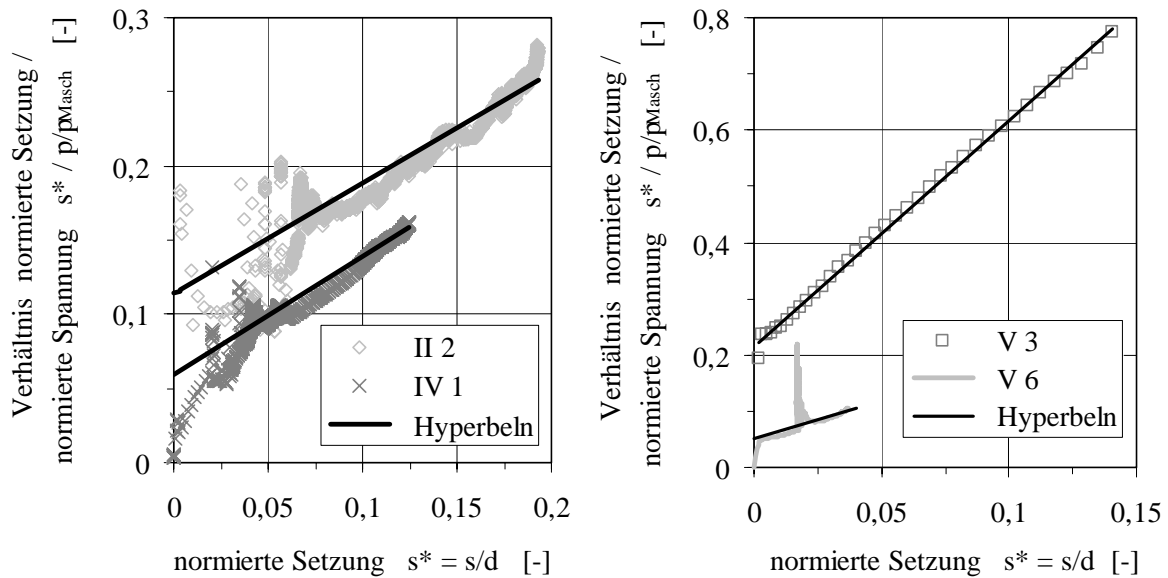 Verhältnis normierte Setzung /
normierte Spannung s* / p/pMasch [-]
0,3
0,2
0,1
0
II 2
IV 1
Hyperbeln
0 0,05 0,1 0,15 0,2
normierte Setzung s* = s/d [-]
Verhältnis normierte Setzung /
normierte Spannung s* / p/pMasch [-]
0,8
0,6
0,4
0,2
0
V 3
V 6
Hyperbeln
0 0,05 0,1 0,15
normierte Setzung s* = s/d [-]